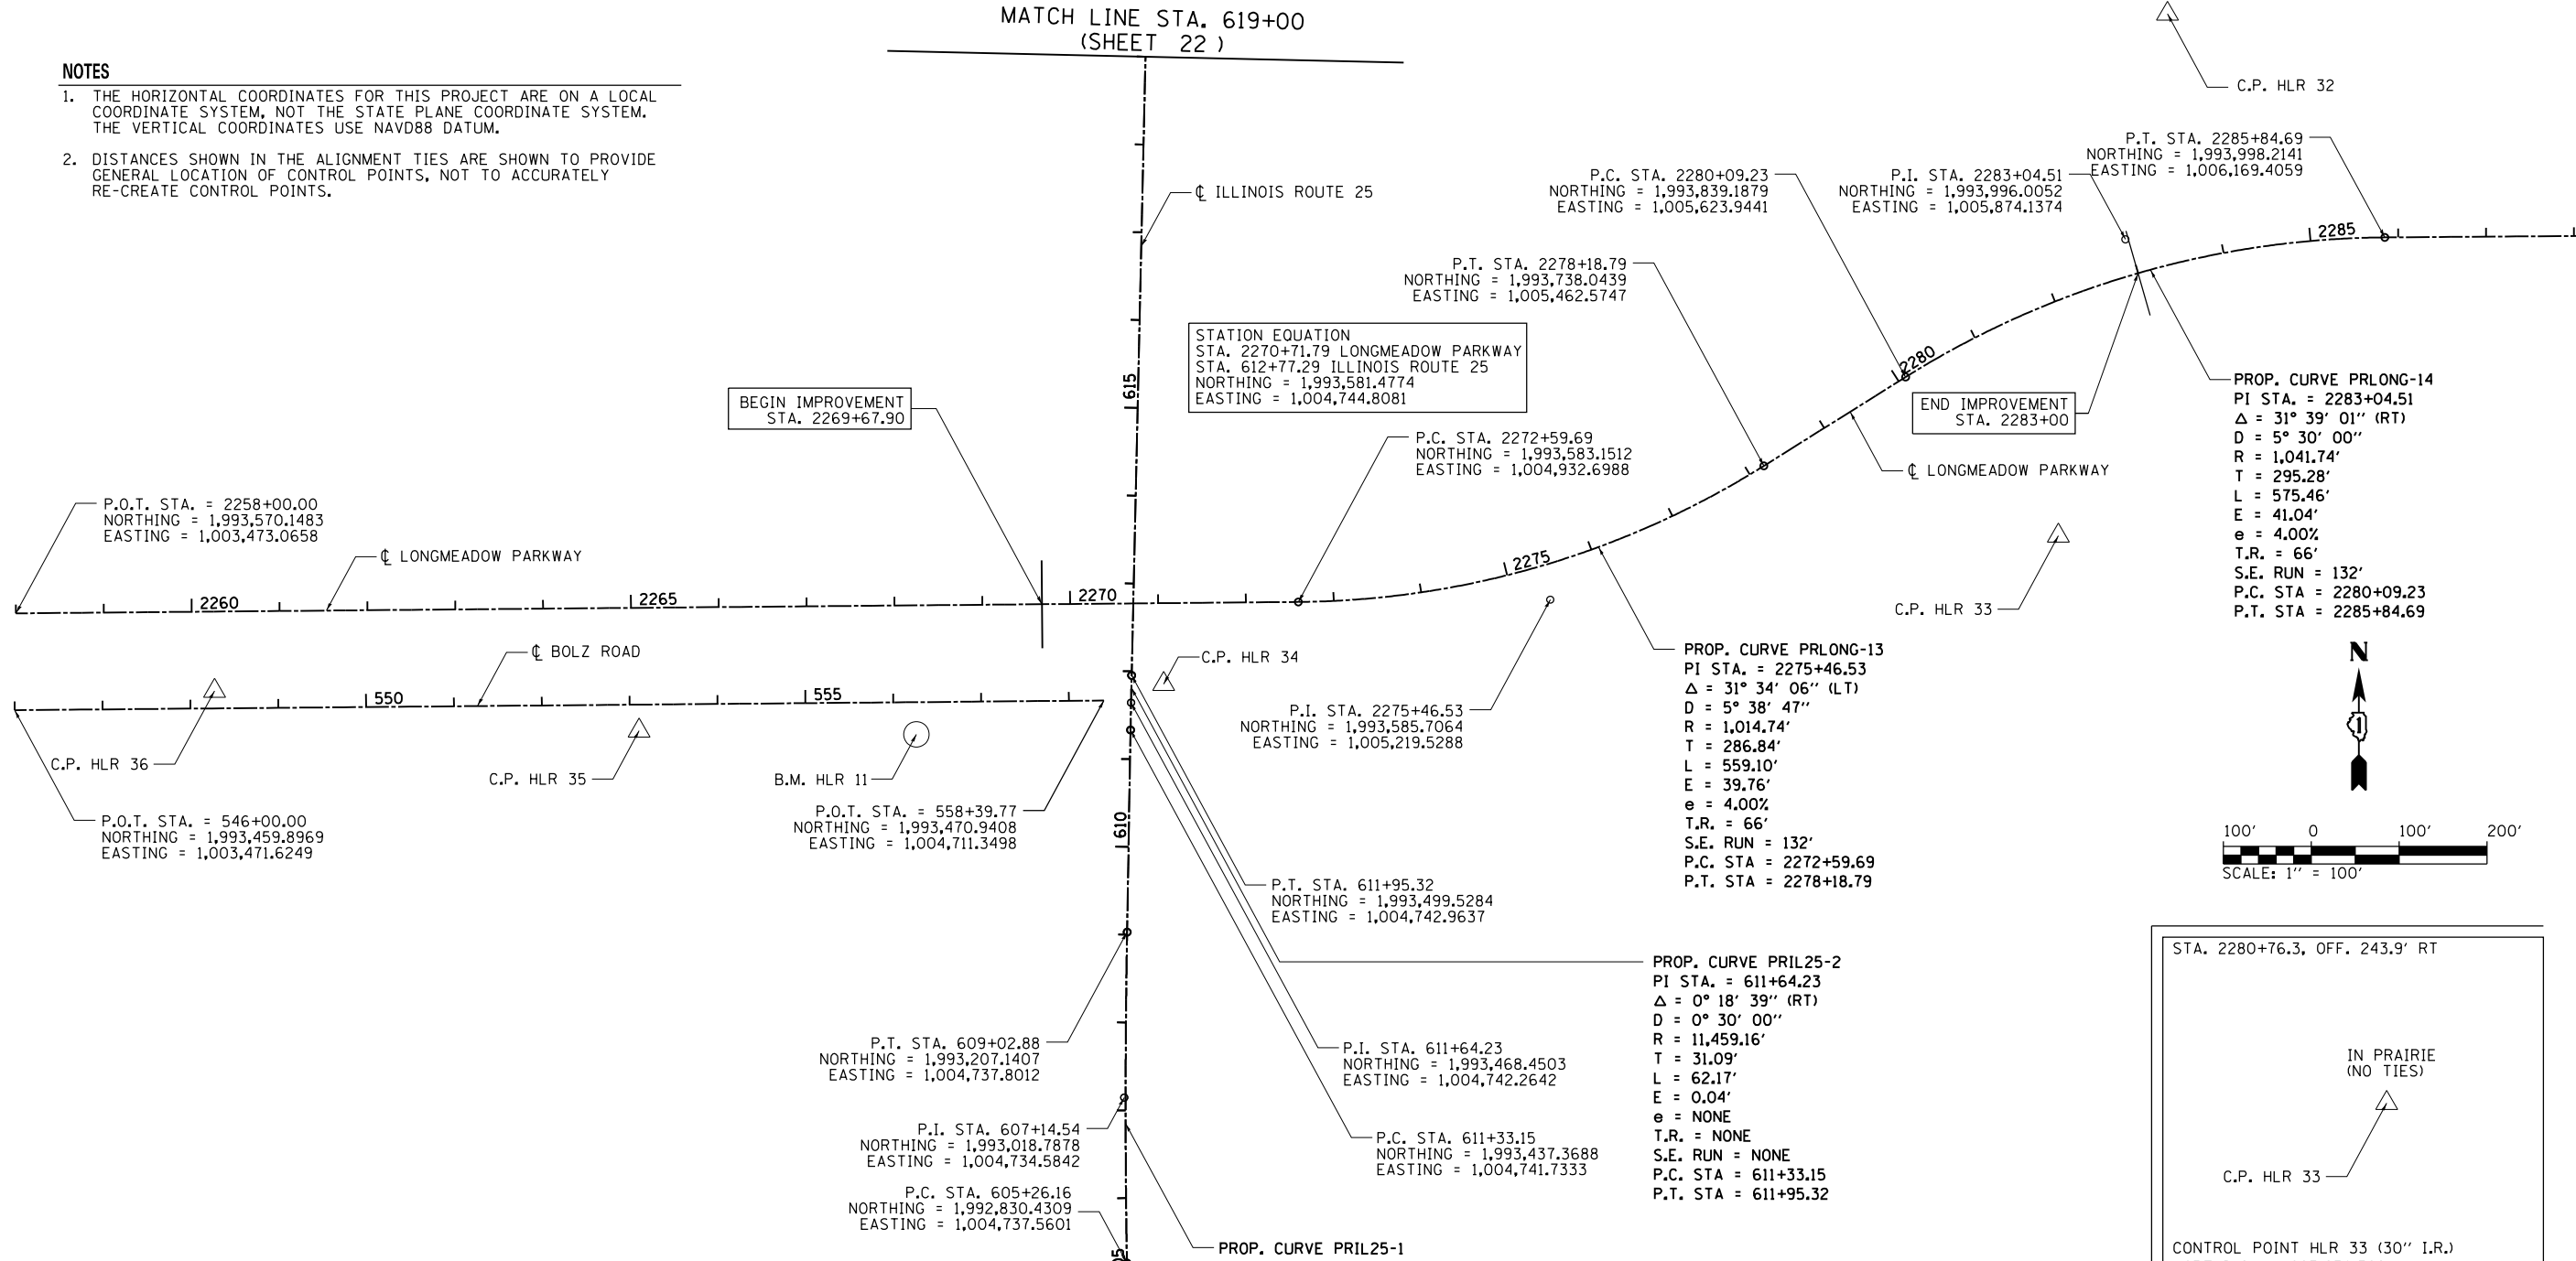 MATCH LINE STA. 619+00
(SHEET 22 )
NOTES
1. THE HORIZONTAL COORDINATES FOR THIS PROJECT ARE ON A LOCAL
COORDINATE SYSTEM, NOT THE STATE PLANE COORDINATE SYSTEM.
THE VERTICAL COORDINATES USE NAVD88 DATUM.
2. DISTANCES SHOWN IN THE ALIGNMENT TIES ARE SHOWN TO PROVIDE
GENERAL LOCATION OF CONTROL POINTS, NOT TO ACCURATELY
RE-CREATE CONTROL POINTS.
C.P. HLR 32
P.T. STA. 2285+84.69
NORTHING = 1,993,998.2141
EASTING = 1,006,169.4059
P.C. STA. 2280+09.23
NORTHING = 1,993,839.1879
EASTING = 1,005,623.9441
P.I. STA. 2283+04.51
NORTHING = 1,993,996.0052
EASTING = 1,005,874.1374
℄ ILLINOIS ROUTE 25
2285
P.T. STA. 2278+18.79
NORTHING = 1,993,738.0439
EASTING = 1,005,462.5747
STATION EQUATION
STA. 2270+71.79 LONGMEADOW PARKWAY
STA. 612+77.29 ILLINOIS ROUTE 25
NORTHING = 1,993,581.4774
EASTING = 1,004,744.8081
615
2280
BEGIN IMPROVEMENT
STA. 2269+67.90
END IMPROVEMENT
STA. 2283+00
PROP. CURVE PRLONG-14
PI STA. = 2283+04.51
Δ = 31° 39' 01'' (RT)
D = 5° 30' 00''
R = 1,041.74'
T = 295.28'
L = 575.46'
E = 41.04'
e = 4.00%
T.R. = 66'
S.E. RUN = 132'
P.C. STA = 2280+09.23
P.T. STA = 2285+84.69
P.C. STA. 2272+59.69
NORTHING = 1,993,583.1512
EASTING = 1,004,932.6988
℄ LONGMEADOW PARKWAY
P.O.T. STA. = 2258+00.00
NORTHING = 1,993,570.1483
EASTING = 1,003,473.0658
℄ LONGMEADOW PARKWAY
2260
2265
2270
2275
C.P. HLR 33
℄ BOLZ ROAD
C.P. HLR 34
550
555
PROP. CURVE PRLONG-13
PI STA. = 2275+46.53
Δ = 31° 34' 06'' (LT)
D = 5° 38' 47''
R = 1,014.74'
T = 286.84'
L = 559.10'
E = 39.76'
e = 4.00%
T.R. = 66'
S.E. RUN = 132'
P.C. STA = 2272+59.69
P.T. STA = 2278+18.79
N
1
P.I. STA. 2275+46.53
NORTHING = 1,993,585.7064
EASTING = 1,005,219.5288
C.P. HLR 36
C.P. HLR 35
B.M. HLR 11
P.O.T. STA. = 546+00.00
NORTHING = 1,993,459.8969
EASTING = 1,003,471.6249
P.O.T. STA. = 558+39.77
NORTHING = 1,993,470.9408
EASTING = 1,004,711.3498
610
100' 0 100' 200'
SCALE: 1'' = 100'
P.T. STA. 611+95.32
NORTHING = 1,993,499.5284
EASTING = 1,004,742.9637
PROP. CURVE PRIL25-2
PI STA. = 611+64.23
Δ = 0° 18' 39'' (RT)
D = 0° 30' 00''
R = 11,459.16'
T = 31.09'
L = 62.17'
E = 0.04'
e = NONE
T.R. = NONE
S.E. RUN = NONE
P.C. STA = 611+33.15
P.T. STA = 611+95.32
STA. 2280+76.3, OFF. 243.9' RT
IN PRAIRIE
(NO TIES)
C.P. HLR 33
CONTROL POINT HLR 33 (30'' I.R.)
P.T. STA. 609+02.88
NORTHING = 1,993,207.1407
EASTING = 1,004,737.8012
P.I. STA. 611+64.23
NORTHING = 1,993,468.4503
EASTING = 1,004,742.2642
P.I. STA. 607+14.54
NORTHING = 1,993,018.7878
EASTING = 1,004,734.5842
P.C. STA. 611+33.15
NORTHING = 1,993,437.3688
EASTING = 1,004,741.7333
P.C. STA. 605+26.16
NORTHING = 1,992,830.4309
EASTING = 1,004,737.5601
PROP. CURVE PRIL25-1